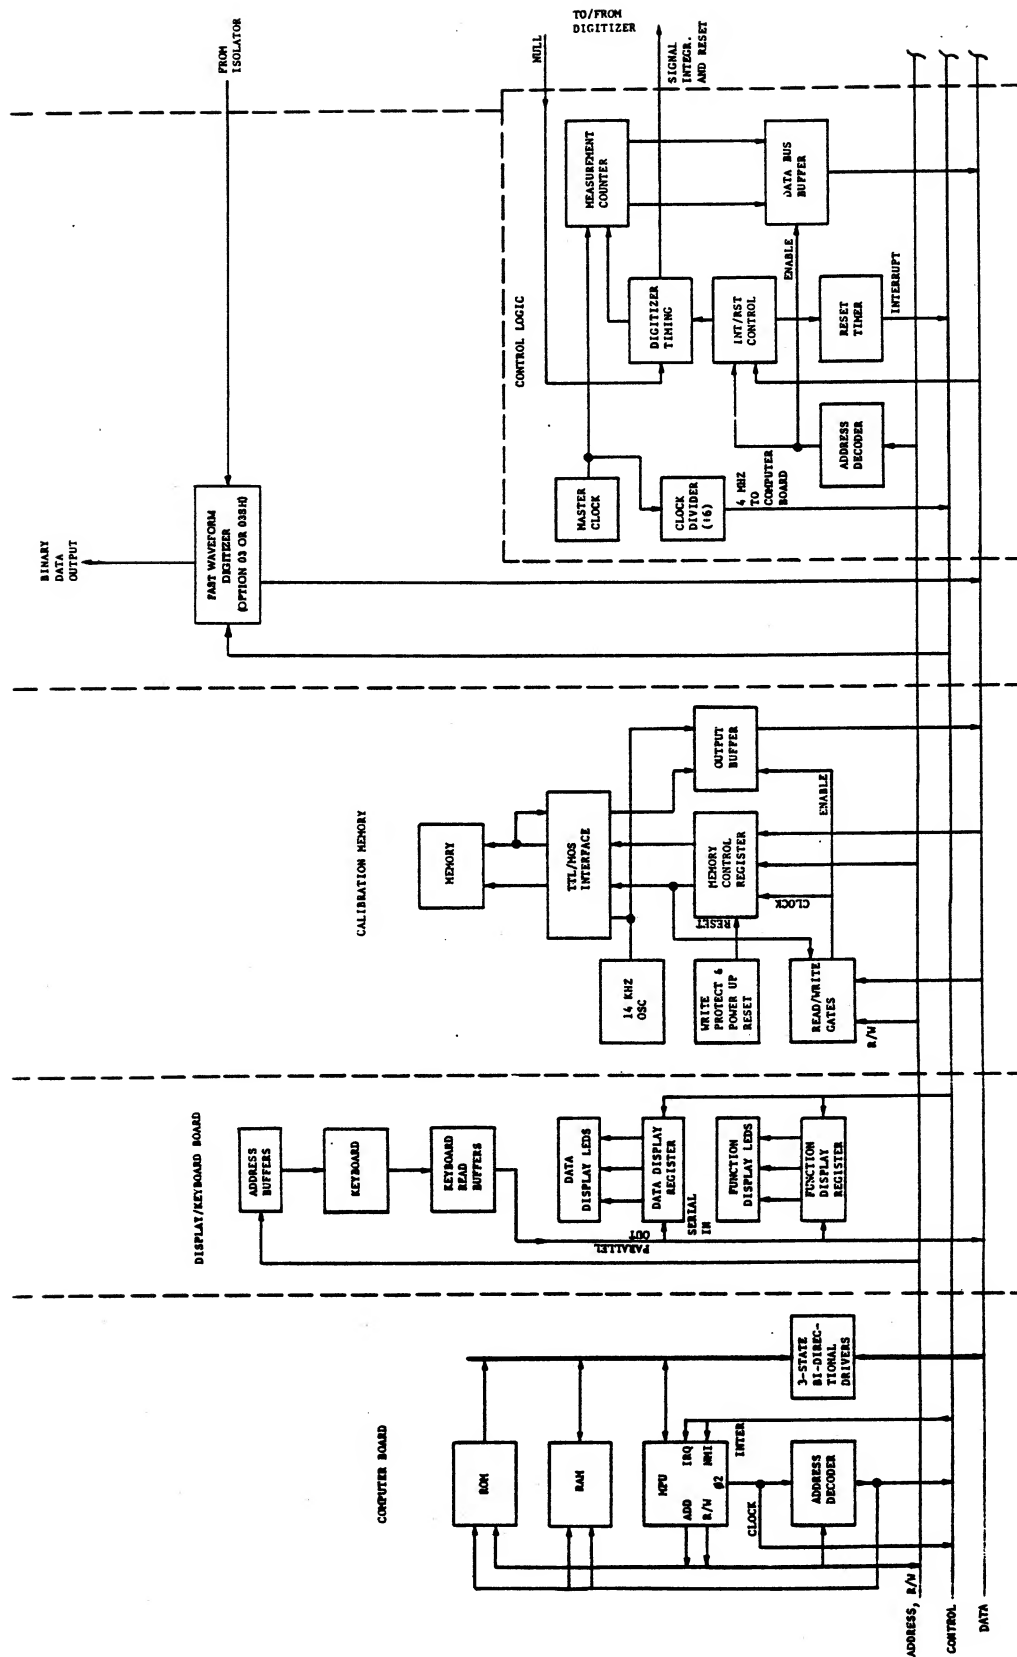 COMPUTER BOARD
ROM
RAM
MPU
ADD
R/W
IRQ
NMI
Ø2
INTER
CLOCK
ADDRESS
DECODER
3-STATE
BI-DIREC-
TIONAL
DRIVERS
ADDRESS, R/W
CONTROL
DATA
DISPLAY/KEYBOARD BOARD
ADDRESS
BUFFERS
KEYBOARD
KEYBOARD
READ
BUFFERS
PARALLEL
OUT
DATA
DISPLAY LEDS
DATA DISPLAY
REGISTER
SERIAL
IN
FUNCTION
DISPLAY LEDS
FUNCTION
DISPLAY
REGISTER
CALIBRATION MEMORY
MEMORY
TTL/MOS
INTERFACE
14 KHZ
OSC
WRITE
PROTECT &
POWER UP
RESET
RESET
MEMORY
CONTROL
REGISTER
OUTPUT
BUFFER
CLOCK
ENABLE
READ/WRITE
GATES
R/W
BINARY
DATA
OUTPUT
FAST WAVEFORM
DIGITIZER
(OPTION 03 OR 03SH)
FROM
ISOLATOR
CONTROL LOGIC
MASTER
CLOCK
CLOCK
DIVIDER
(÷6)
4 MHZ
TO COMPUTER
BOARD
ADDRESS
DECODER
DIGITIZER
TIMING
INT/RST
CONTROL
RESET
TIMER
INTERRUPT
ENABLE
MEASUREMENT
COUNTER
DATA BUS
BUFFER
NULL
TO/FROM
DIGITIZER
SIGNAL
INTEGR.
AND RESET